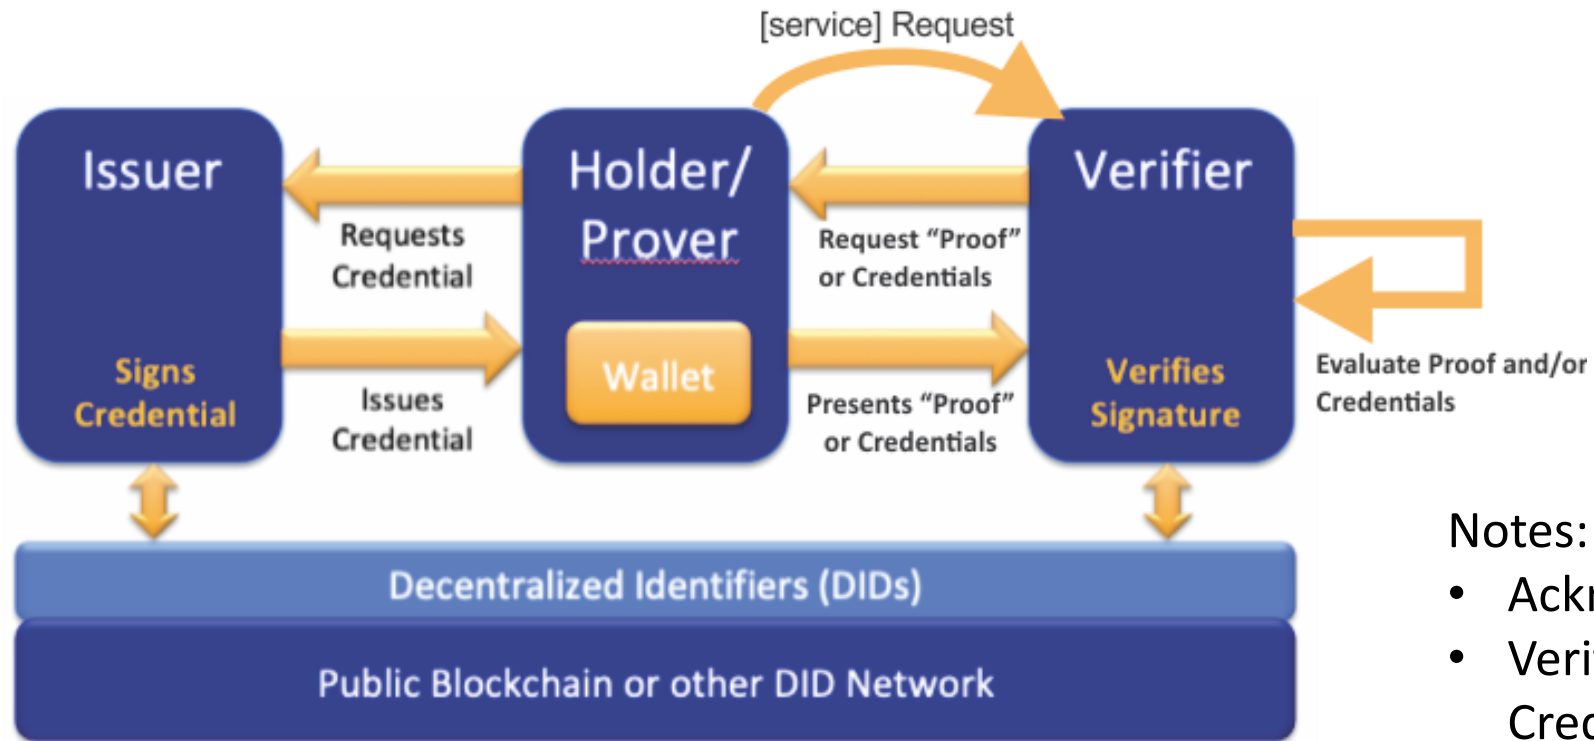 [service] Request
Issuer
Requests
Credential
Issues
Credential
Signs
Credential
Holder/
Prover
Wallet
Request “Proof”
or Credentials
Presents “Proof”
or Credentials
Verifier
Verifies
Signature
Evaluate Proof and/or
Credentials
Decentralized Identifiers (DIDs)
Public Blockchain or other DID Network
Notes: